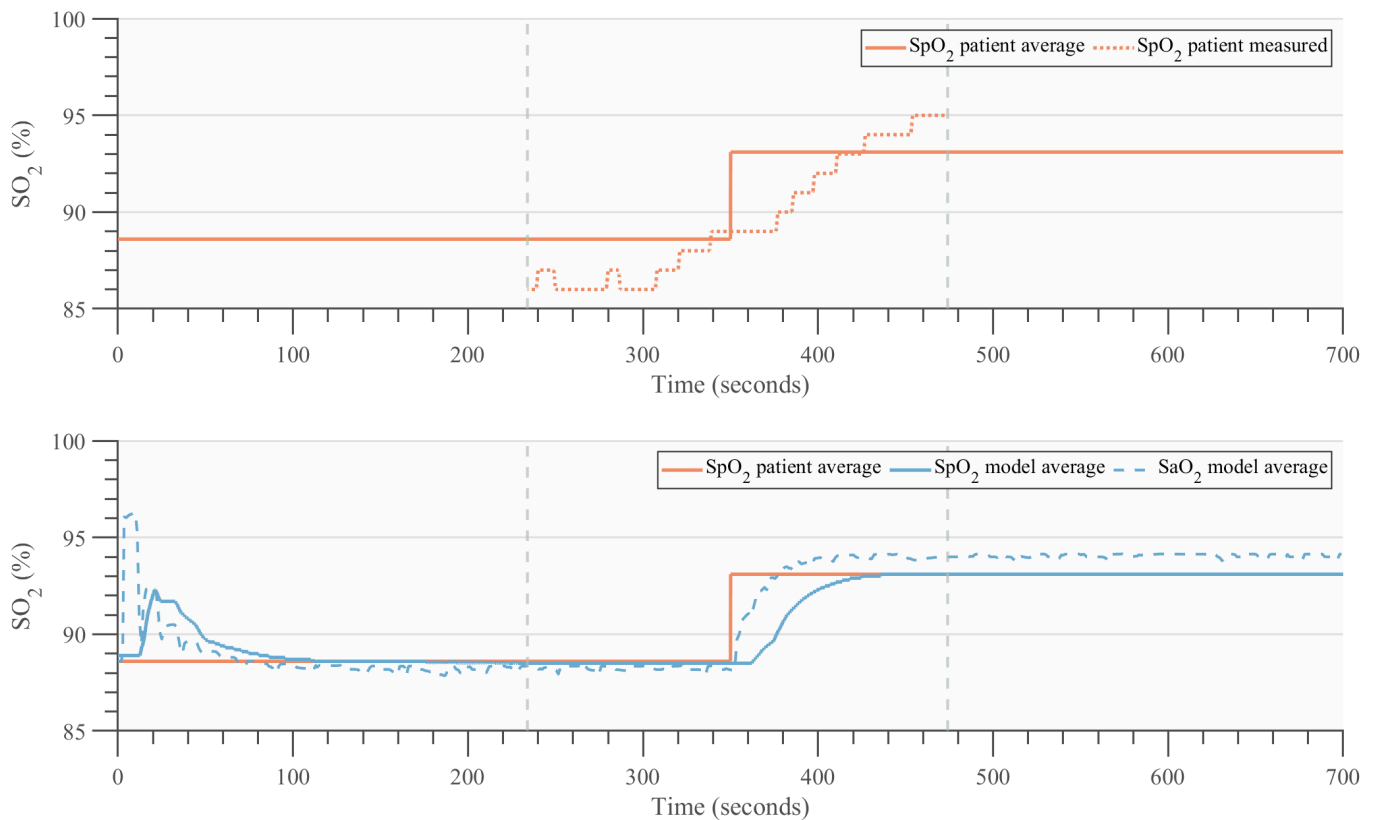 100
95
90
85
SO2 (%)
SpO2 patient average SpO2 patient measured
0 100 200 300 400 500 600 700
Time (seconds)
100
95
90
85
SO2 (%)
SpO2 patient average SpO2 model average SaO2 model average
0 100 200 300 400 500 600 700
Time (seconds)